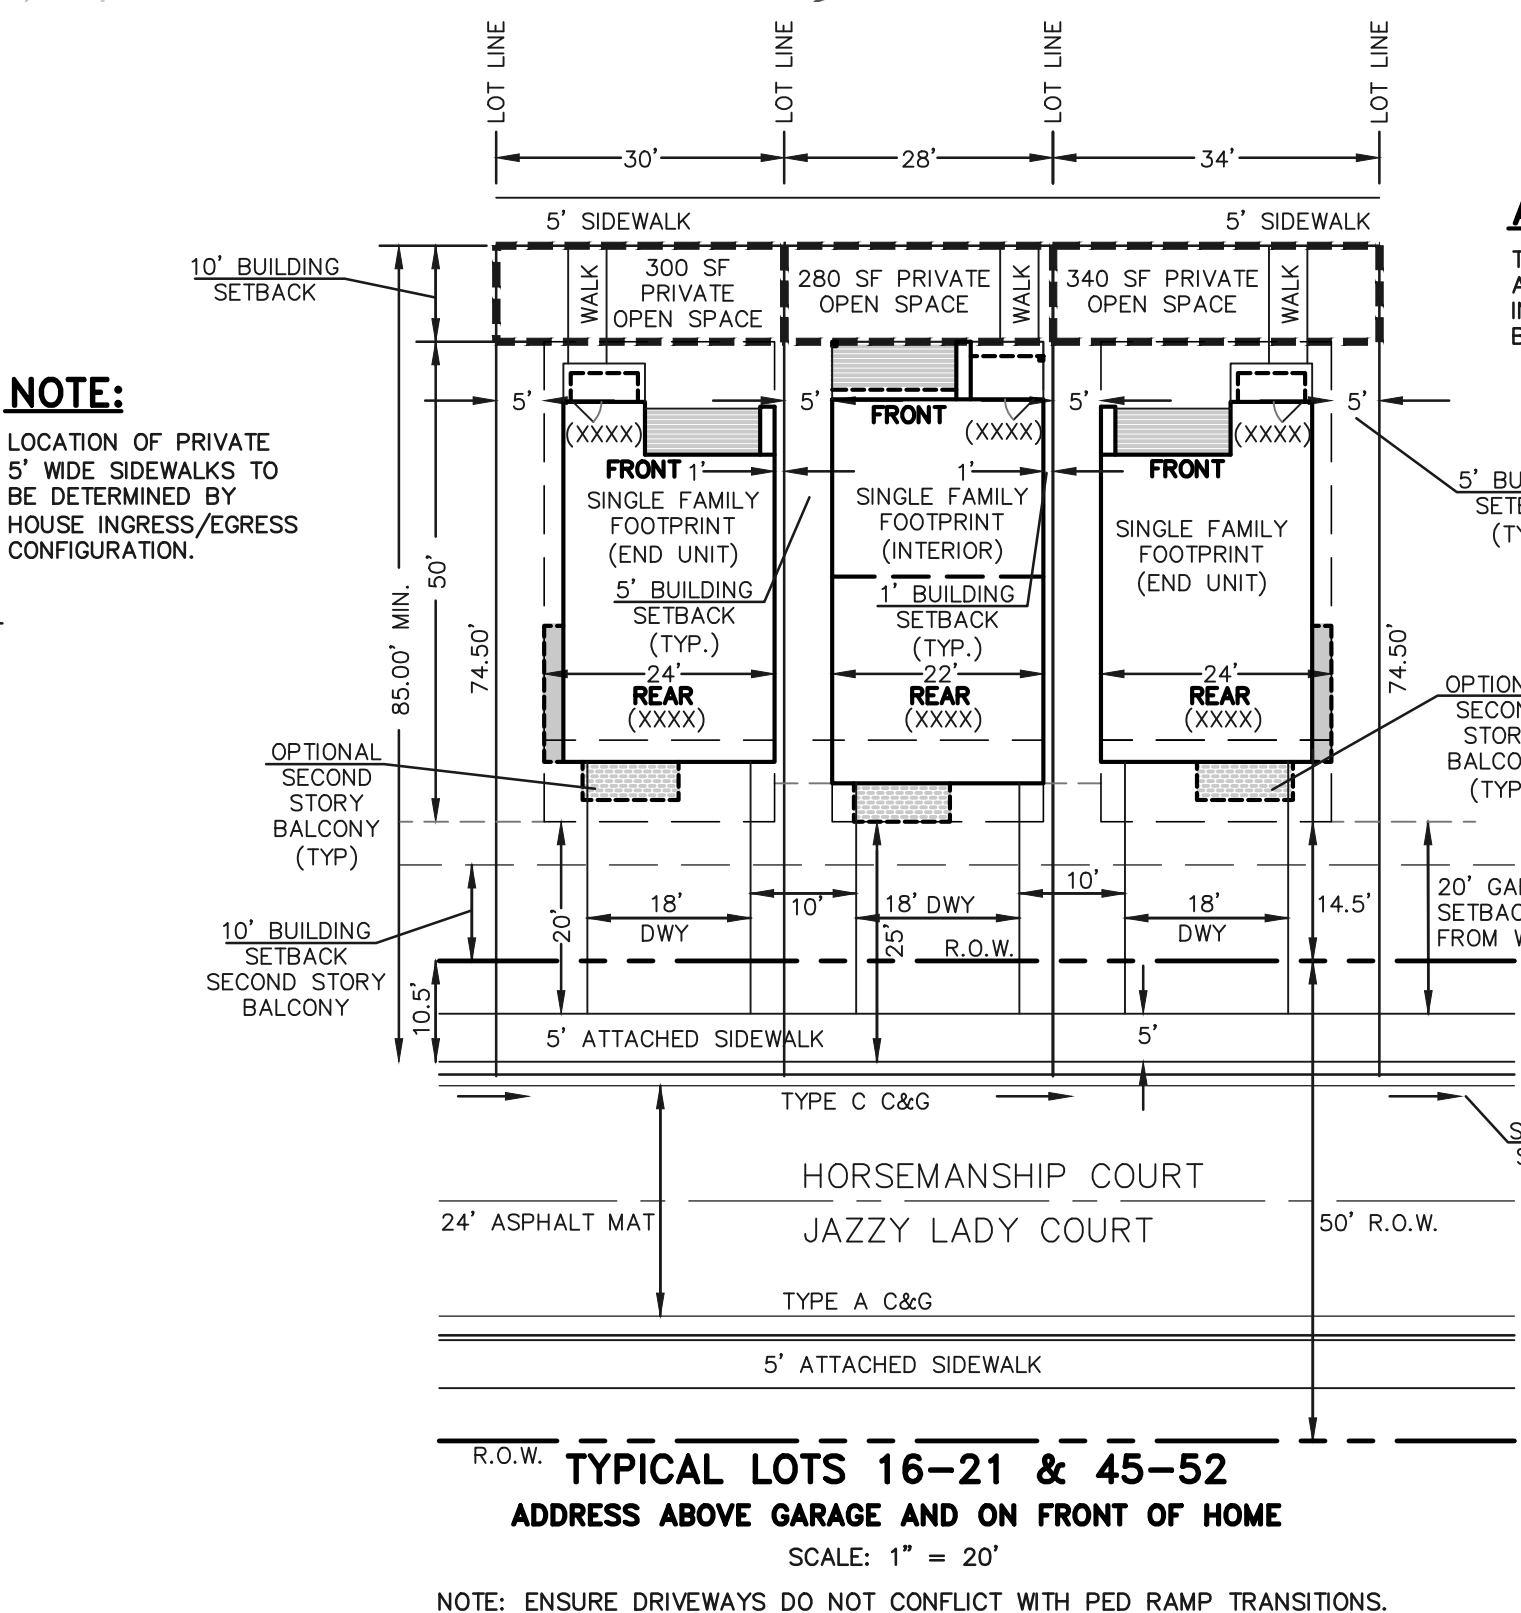 LOT LINE
LOT LINE
LOT LINE
LOT LINE
30'
28'
34'
5' SIDEWALK
5' SIDEWALK
10' BUILDING
SETBACK
WALK
300 SF
PRIVATE
OPEN SPACE
280 SF PRIVATE
OPEN SPACE
WALK
340 SF PRIVATE
OPEN SPACE
WALK
NOTE:
LOCATION OF PRIVATE
5' WIDE SIDEWALKS TO
BE DETERMINED BY
HOUSE INGRESS/EGRESS
CONFIGURATION.
5'
5'
5'
5'
(XXXX)
FRONT
1'
SINGLE FAMILY
FOOTPRINT
(END UNIT)
FRONT
(XXXX)
1'
SINGLE FAMILY
FOOTPRINT
(INTERIOR)
(XXXX)
FRONT
SINGLE FAMILY
FOOTPRINT
(END UNIT)
5' BUILDING
SETBACK
(TYP.)
1' BUILDING
SETBACK
(TYP.)
85.00' MIN.
50'
74.50'
74.50'
24'
REAR
(XXXX)
22'
REAR
(XXXX)
24'
REAR
(XXXX)
OPTIONAL
SECOND
STORY
BALCONY
(TYP)
10' BUILDING
SETBACK
SECOND STORY
BALCONY
10.5'
20'
18'
DWY
10'
25'
18' DWY
R.O.W.
10'
18'
DWY
14.5'
5' ATTACHED SIDEWALK
5'
TYPE C C&G
HORSEMANSHIP COURT
24' ASPHALT MAT
JAZZY LADY COURT
50' R.O.W.
TYPE A C&G
5' ATTACHED SIDEWALK
R.O.W.
TYPICAL LOTS 16-21 & 45-52
ADDRESS ABOVE GARAGE AND ON FRONT OF HOME
SCALE: 1" = 20'
NOTE: ENSURE DRIVEWAYS DO NOT CONFLICT WITH PED RAMP TRANSITIONS.
5'
SECON
STOR
(TYP
20'
SETBAC
FROM